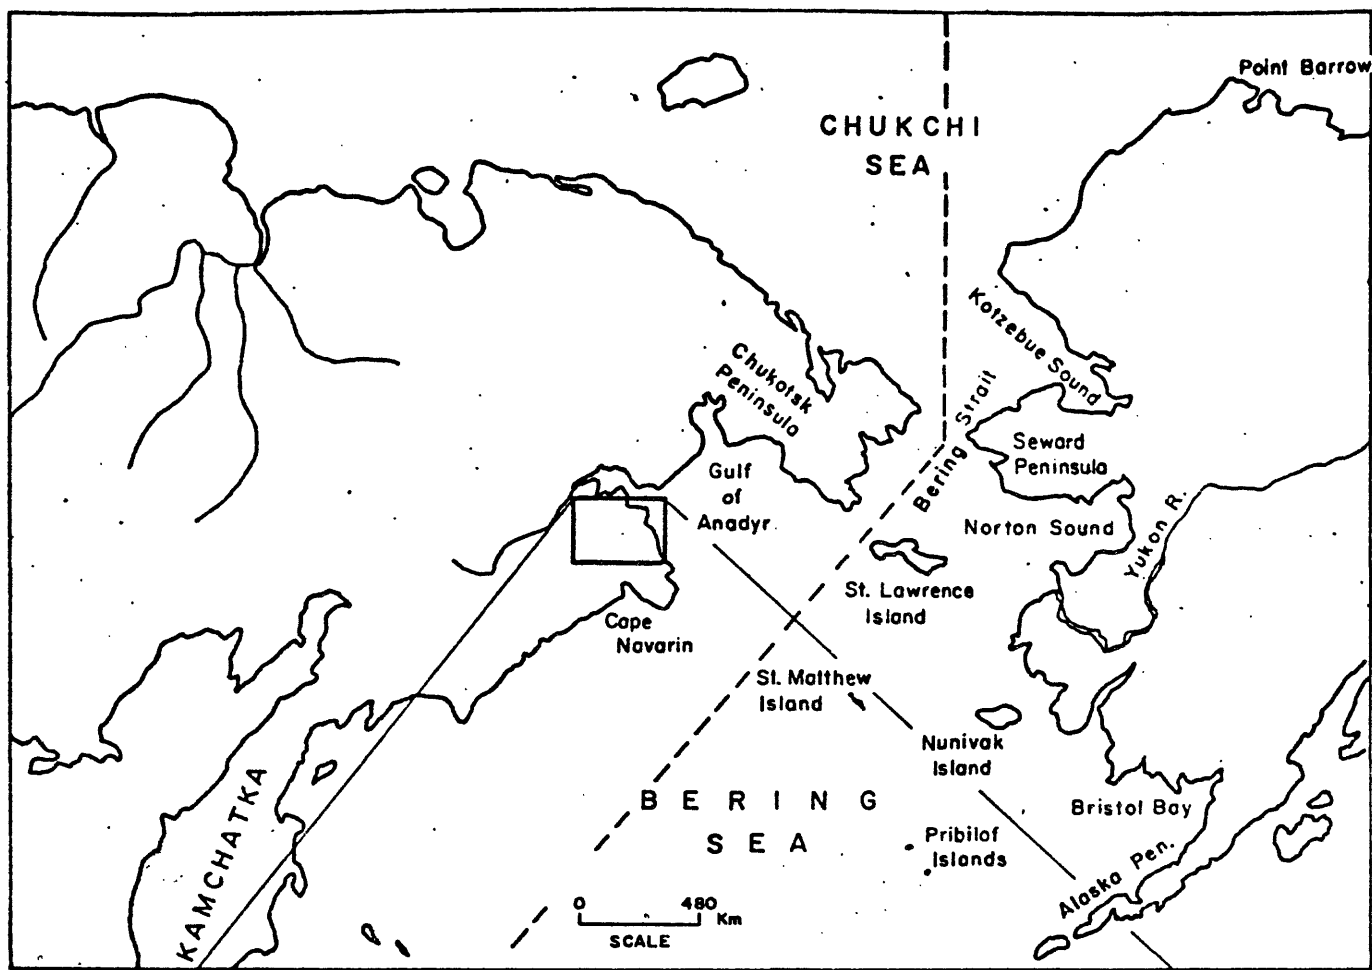 Point Barrow
CHUKCHI
SEA
Kotzebue Sound
Chukotsk
Peninsula
Bering Strait
Seward
Peninsula
Gulf
of
Anadyr
Norton Sound
Yukon R.
St. Lawrence
Island
Cape
Navarin
St. Matthew
Island
Nunivak
Island
KAMCHATKA
BERING
SEA
Bristol Bay
Pribilof
Islands
Alaska Pen.
0 480 Km
SCALE